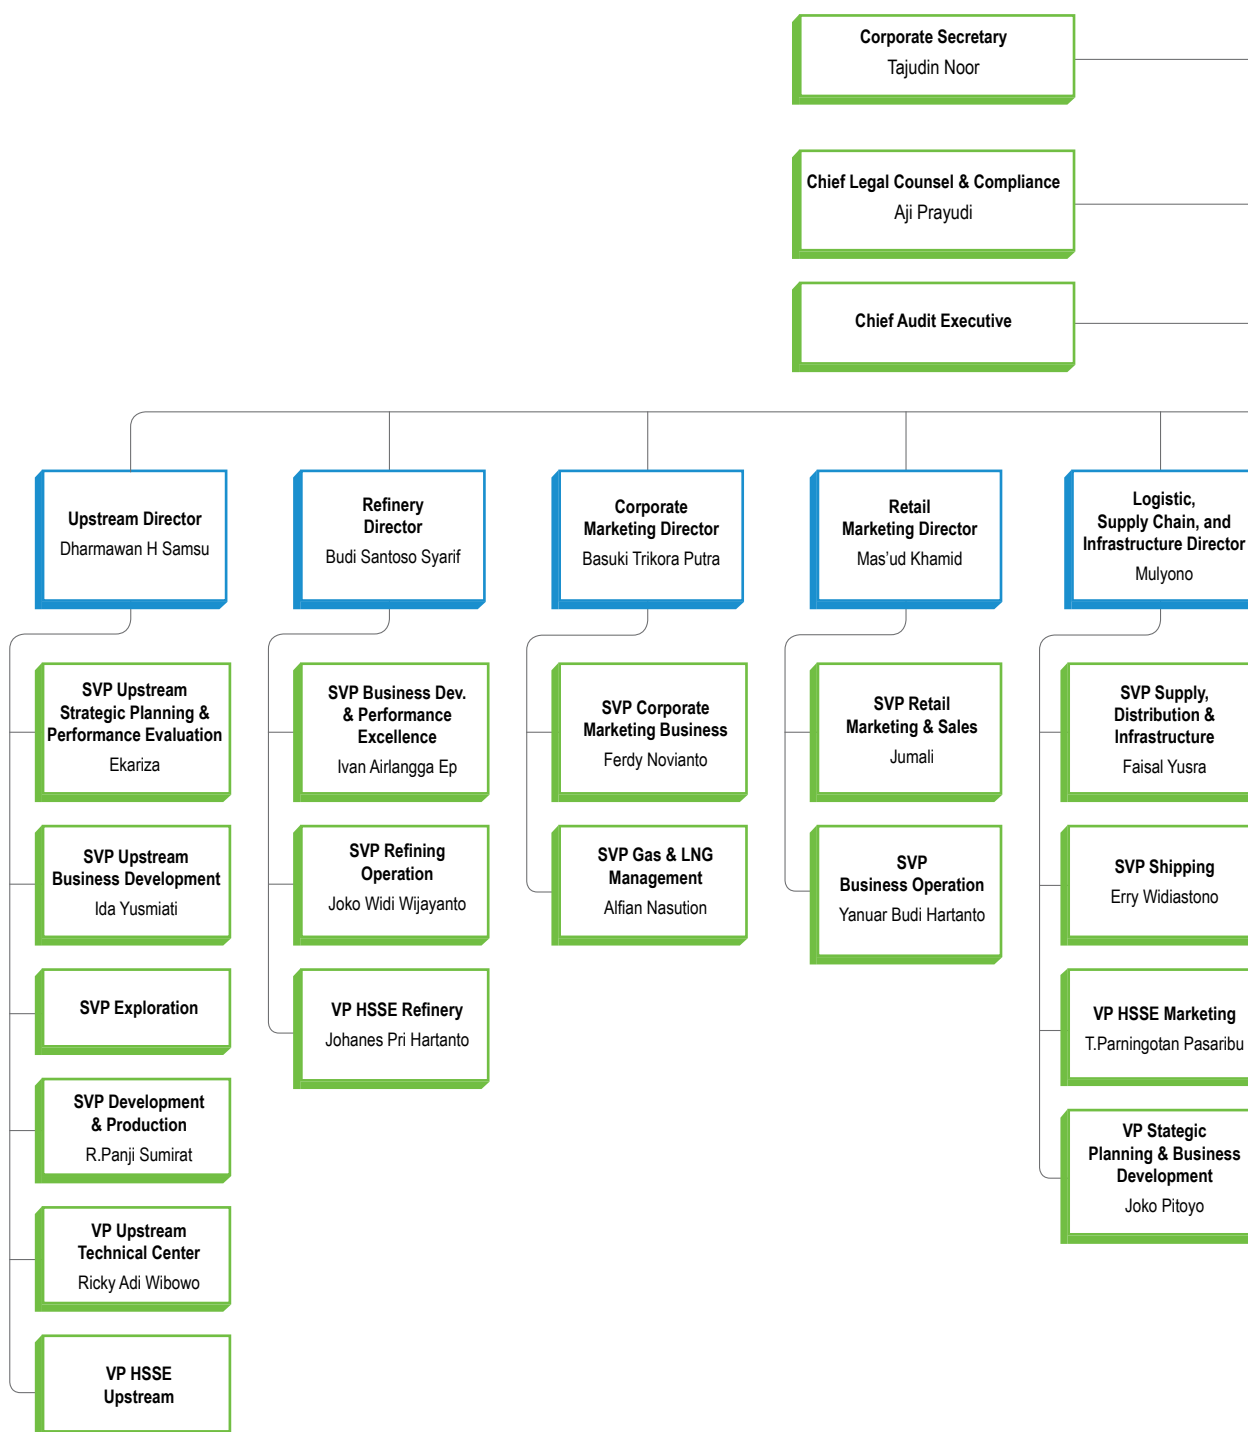 Corporate Secretary
Tajudin Noor
Chief Legal Counsel & Compliance
Aji Prayudi
Chief Audit Executive
Upstream Director
Dharmawan H Samsu
Refinery
Director
Budi Santoso Syarif
Corporate
Marketing Director
Basuki Trikora Putra
Retail
Marketing Director
Mas'ud Khamid
Logistic,
Supply Chain, and
Infrastructure Director
Mulyono
SVP Upstream
Strategic Planning &
Performance Evaluation
Ekariza
SVP Upstream
Business Development
Ida Yusmiati
SVP Exploration
SVP Development
& Production
R.Panji Sumirat
VP Upstream
Technical Center
Ricky Adi Wibowo
VP HSSE
Upstream
SVP Business Dev.
& Performance
Excellence
Ivan Airlangga Ep
SVP Refining
Operation
Joko Widi Wijayanto
VP HSSE Refinery
Johanes Pri Hartanto
SVP Corporate
Marketing Business
Ferdy Novianto
SVP Gas & LNG
Management
Alfian Nasution
SVP Retail
Marketing & Sales
Jumali
SVP
Business Operation
Yanuar Budi Hartanto
SVP Supply,
Distribution &
Infrastructure
Faisal Yusra
SVP Shipping
Erry Widiastono
VP HSSE Marketing
T.Parningotan Pasaribu
VP Stategic
Planning & Business
Development
Joko Pitoyo